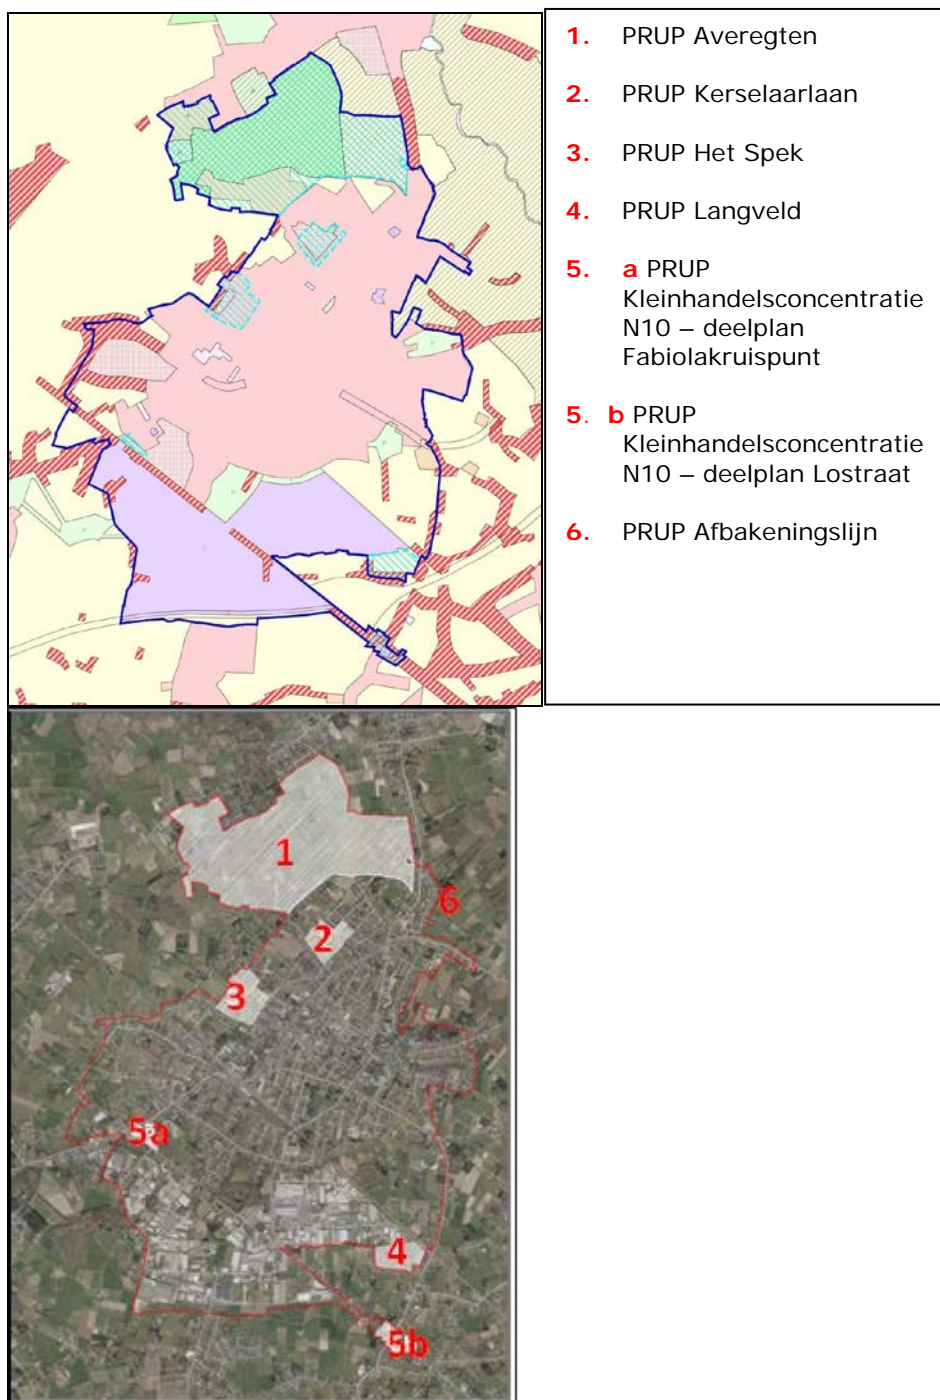 1. PRUP Averegten
2. PRUP Kerselaarlaan
3. PRUP Het Spek
4. PRUP Langveld
5. a PRUP
Kleinhandelsconcentratie
N10 – deelplan
Fabiolakruispunt
5. b PRUP
Kleinhandelsconcentratie
N10 – deelplan Lostraat
6. PRUP Afbakeningslijn
1
6
2
3
5a
4
5b